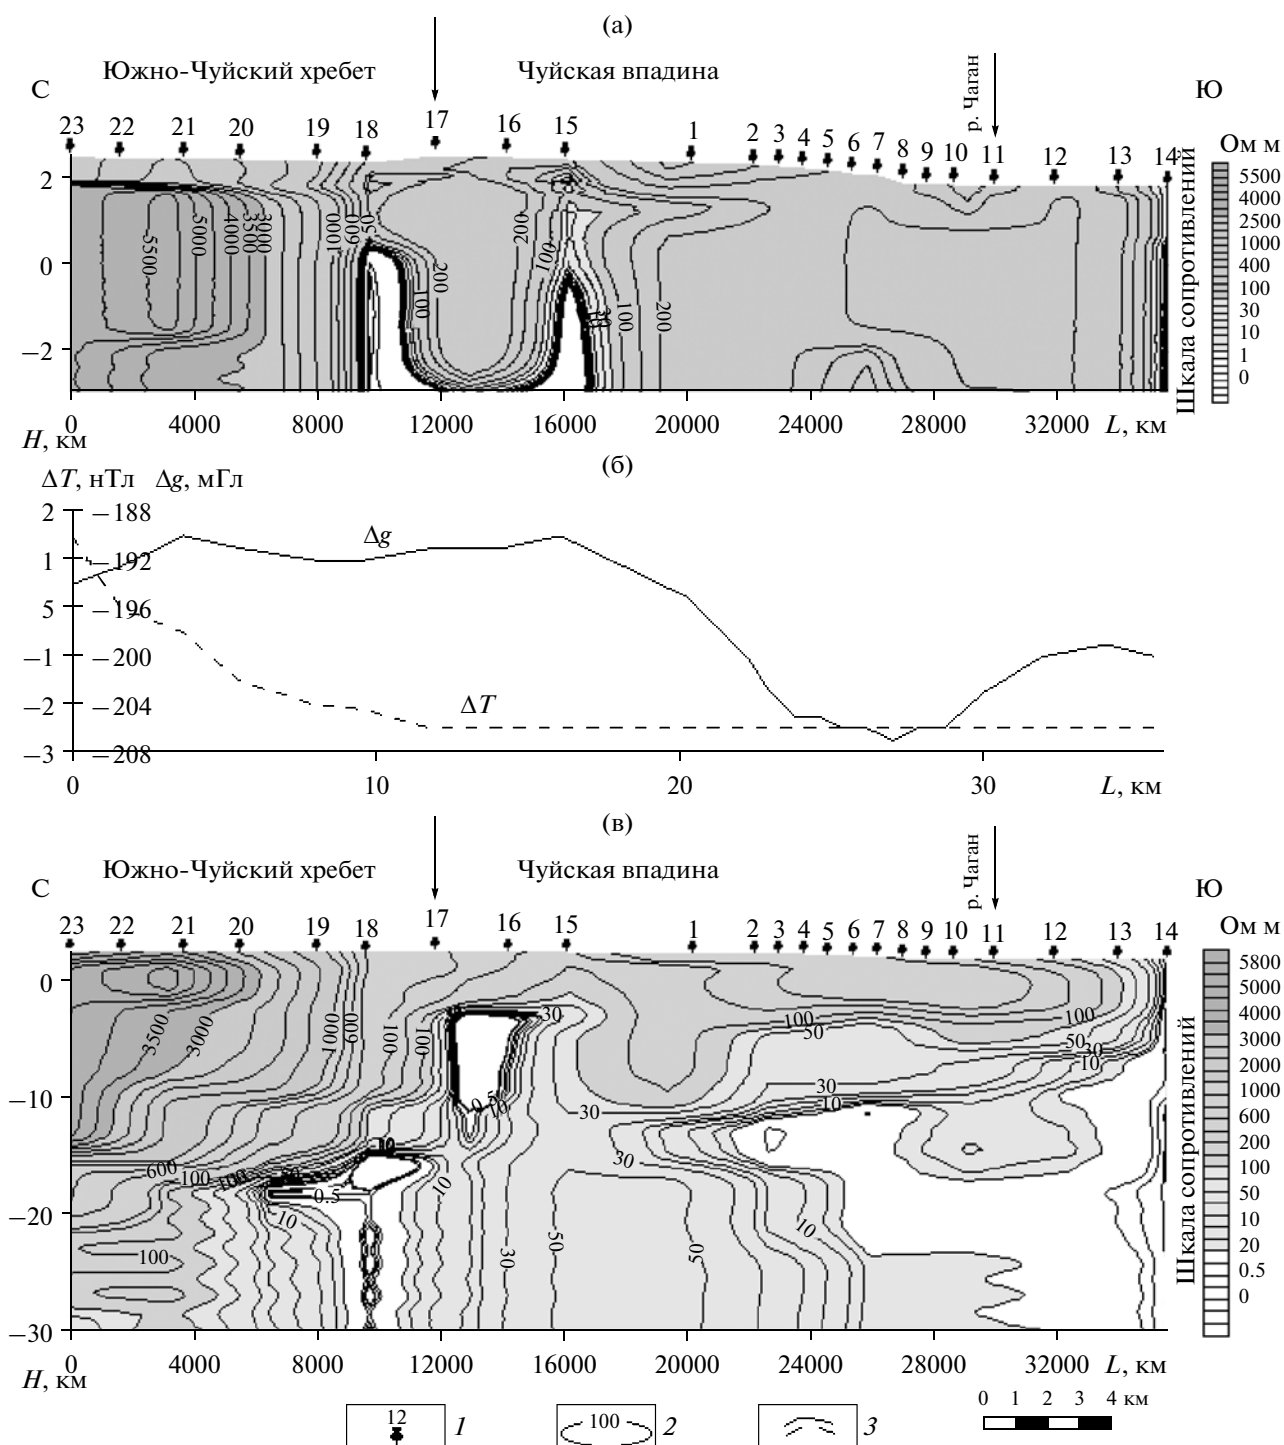 (а)
Южно-Чуйский хребет Чуйская впадина р. Чаган
С Ю
23 22 21 20 19 18 17 16 15 1 2 3 4 5 6 7 8 9 10 11 12 13 14
Ом м
2
0
−2
5500 5000 4000 3500 3000 1000 600 50 200 100 200 100 100 200
Шкала сопротивлений
5500
4000
2500
1000
400
100
30
10
1
0
0 4000 8000 12000 16000 20000 24000 28000 32000 L, км
H, км
(б)
ΔT, нТл Δg, мГл
2 −188
1 −192
5 −196
−1 −200
−2 −204
−3 −208
Δg
ΔT
0 10 20 30 L, км
(в)
Южно-Чуйский хребет Чуйская впадина р. Чаган
С Ю
23 22 21 20 19 18 17 16 15 1 2 3 4 5 6 7 8 9 10 11 12 13 14
Ом м
0
−10
−20
−30
3500 3000 1000 600 100 100 30 100 50 100 50 30 10
0.5 10 30 30 10 30
600 100 100 50 10 0.5 10 10 100 30 50 50 10
Шкала сопротивлений
5800
5000
4000
3000
2000
1000
600
200
100
50
10
20
0.5
0
0 4000 8000 12000 16000 20000 24000 28000 32000 L, км
H, км
12 1 100 2 3
0 1 2 3 4 км